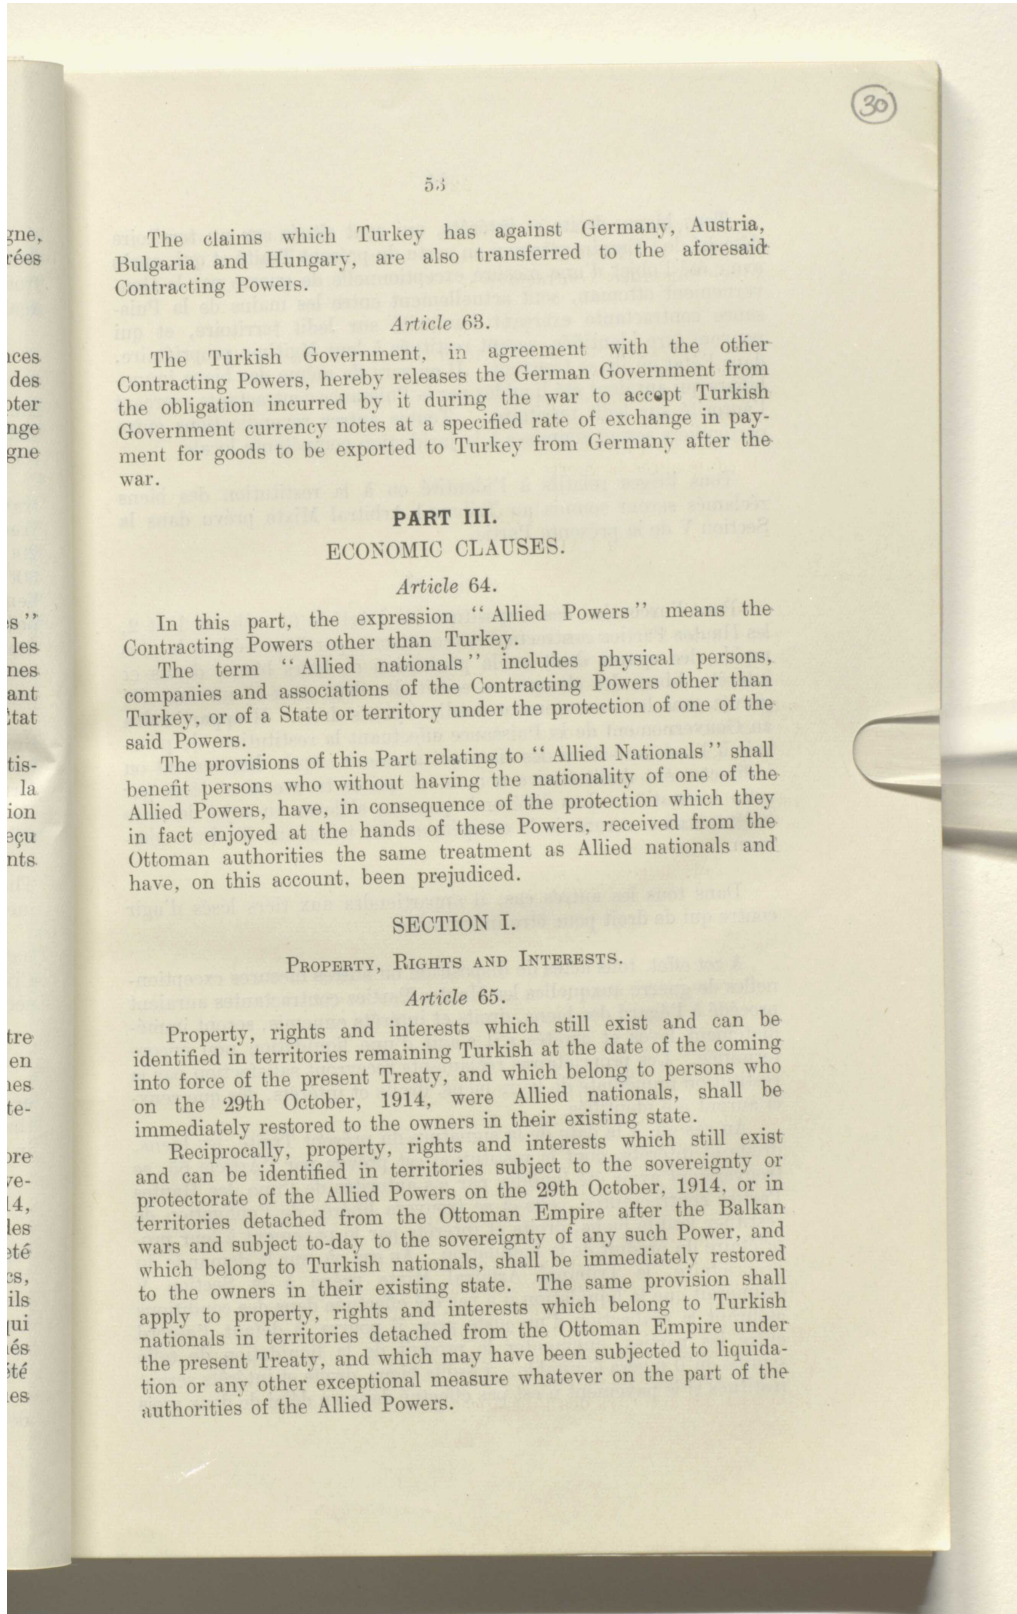 30
53
The claims which Turkey has against Germany, Austria,
Bulgaria and Hungary, are also transferred to the aforesaid
Contracting Powers.
Article 63.
The Turkish Government, in agreement with the other
Contracting Powers, hereby releases the German Government from
the obligation incurred by it during the war to accept Turkish
Government currency notes at a specified rate of exchange in pay-
ment for goods to be exported to Turkey from Germany after the
war.
PART III.
ECONOMIC CLAUSES.
Article 64.
In this part, the expression “Allied Powers” means the
Contracting Powers other than Turkey.
The term “Allied nationals” includes physical persons,
companies and associations of the Contracting Powers other than
Turkey, or of a State or territory under the protection of one of the
said Powers.
The provisions of this Part relating to “Allied Nationals” shall
benefit persons who without having the nationality of one of the
Allied Powers, have, in consequence of the protection which they
in fact enjoyed at the hands of these Powers, received from the
Ottoman authorities the same treatment as Allied nationals and
have, on this account, been prejudiced.
SECTION I.
PROPERTY, RIGHTS AND INTERESTS.
Article 65.
Property, rights and interests which still exist and can be
identified in territories remaining Turkish at the date of the coming
into force of the present Treaty, and which belong to persons who
on the 29th October, 1914, were Allied nationals, shall be
immediately restored to the owners in their existing state.
Reciprocally, property, rights and interests which still exist
and can be identified in territories subject to the sovereignty or
protectorate of the Allied Powers on the 29th October, 1914, or in
territories detached from the Ottoman Empire after the Balkan
wars and subject to-day to the sovereignty of any such Power, and
which belong to Turkish nationals, shall be immediately restored
to the owners in their existing state. The same provision shall
apply to property, rights and interests which belong to Turkish
nationals in territories detached from the Ottoman Empire under
the present Treaty, and which may have been subjected to liquida-
tion or any other exceptional measure whatever on the part of the
authorities of the Allied Powers.